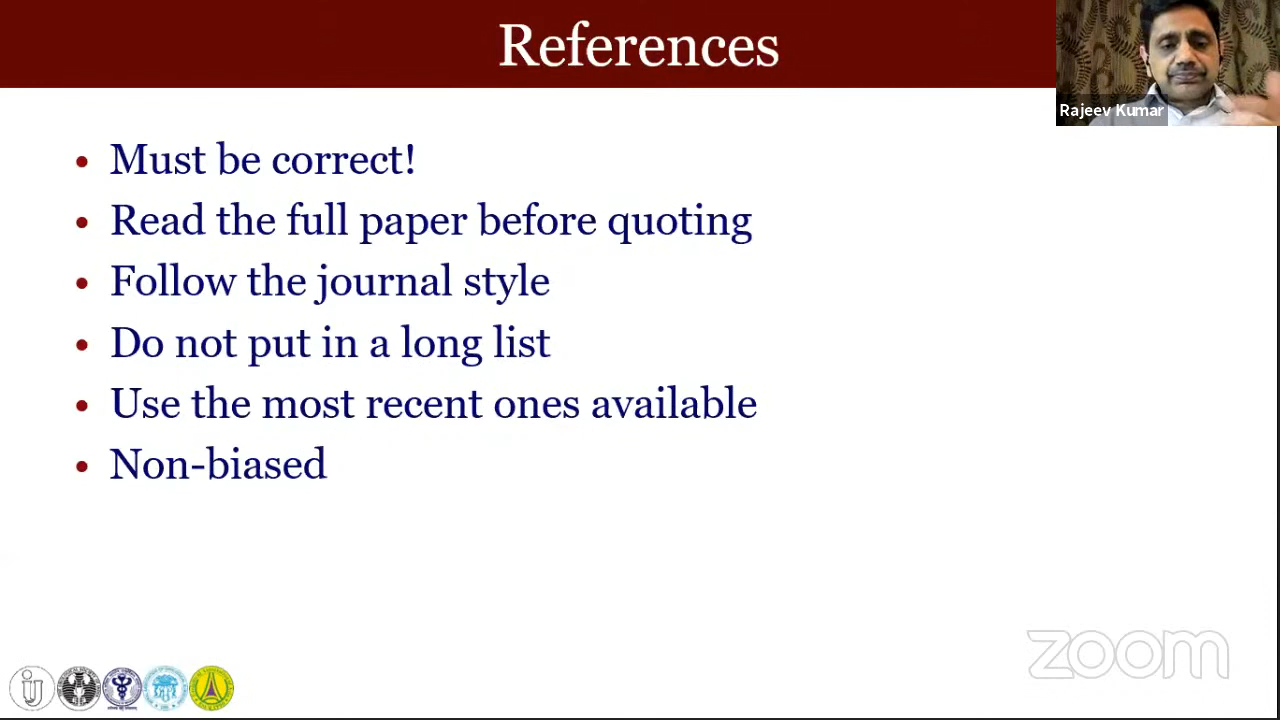 References
Rajeev Kumar
• Must be correct!
• Read the full paper before quoting
• Follow the journal style
• Do not put in a long list
• Use the most recent ones available
• Non-biased
zoom
IJU